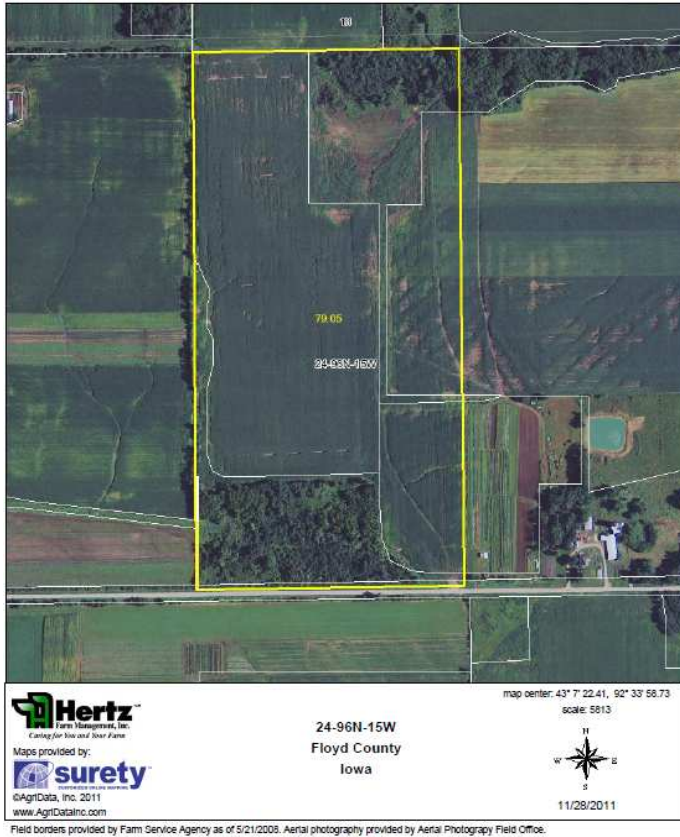 13
79.05
24-96N-15W
Hertz
Farm Management, Inc.
Caring for You and Your Farm
Maps provided by:
surety
CUSTOMIZED ONLINE MAPPING
©AgriData, Inc. 2011
www.AgriDataInc.com
24-96N-15W
Floyd County
Iowa
map center: 43° 7' 22.41, 92° 33' 58.73
scale: 5813
N
W E
S
11/28/2011
Field borders provided by Farm Service Agency as of 5/21/2008. Aerial photography provided by Aerial Photograpy Field Office.